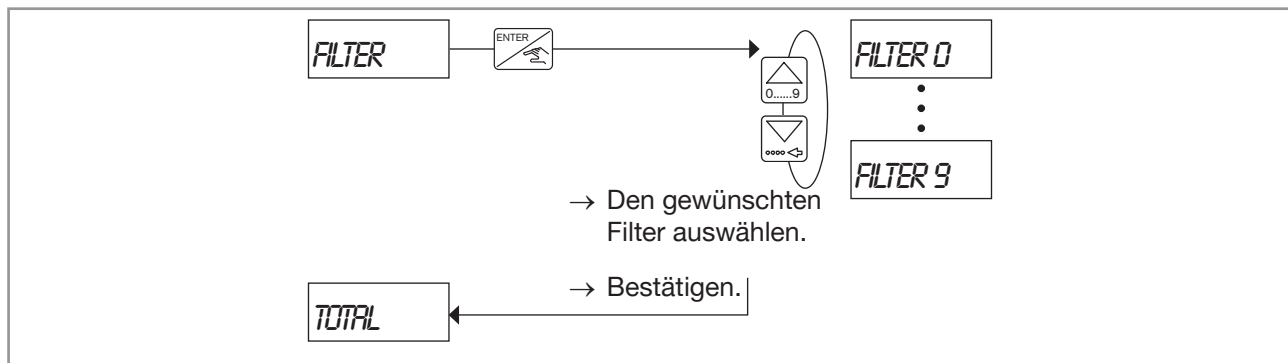 FILTER
ENTER
0......9
FILTER 0
FILTER 9
→ Den gewünschten
Filter auswählen.
→ Bestätigen.
TOTAL